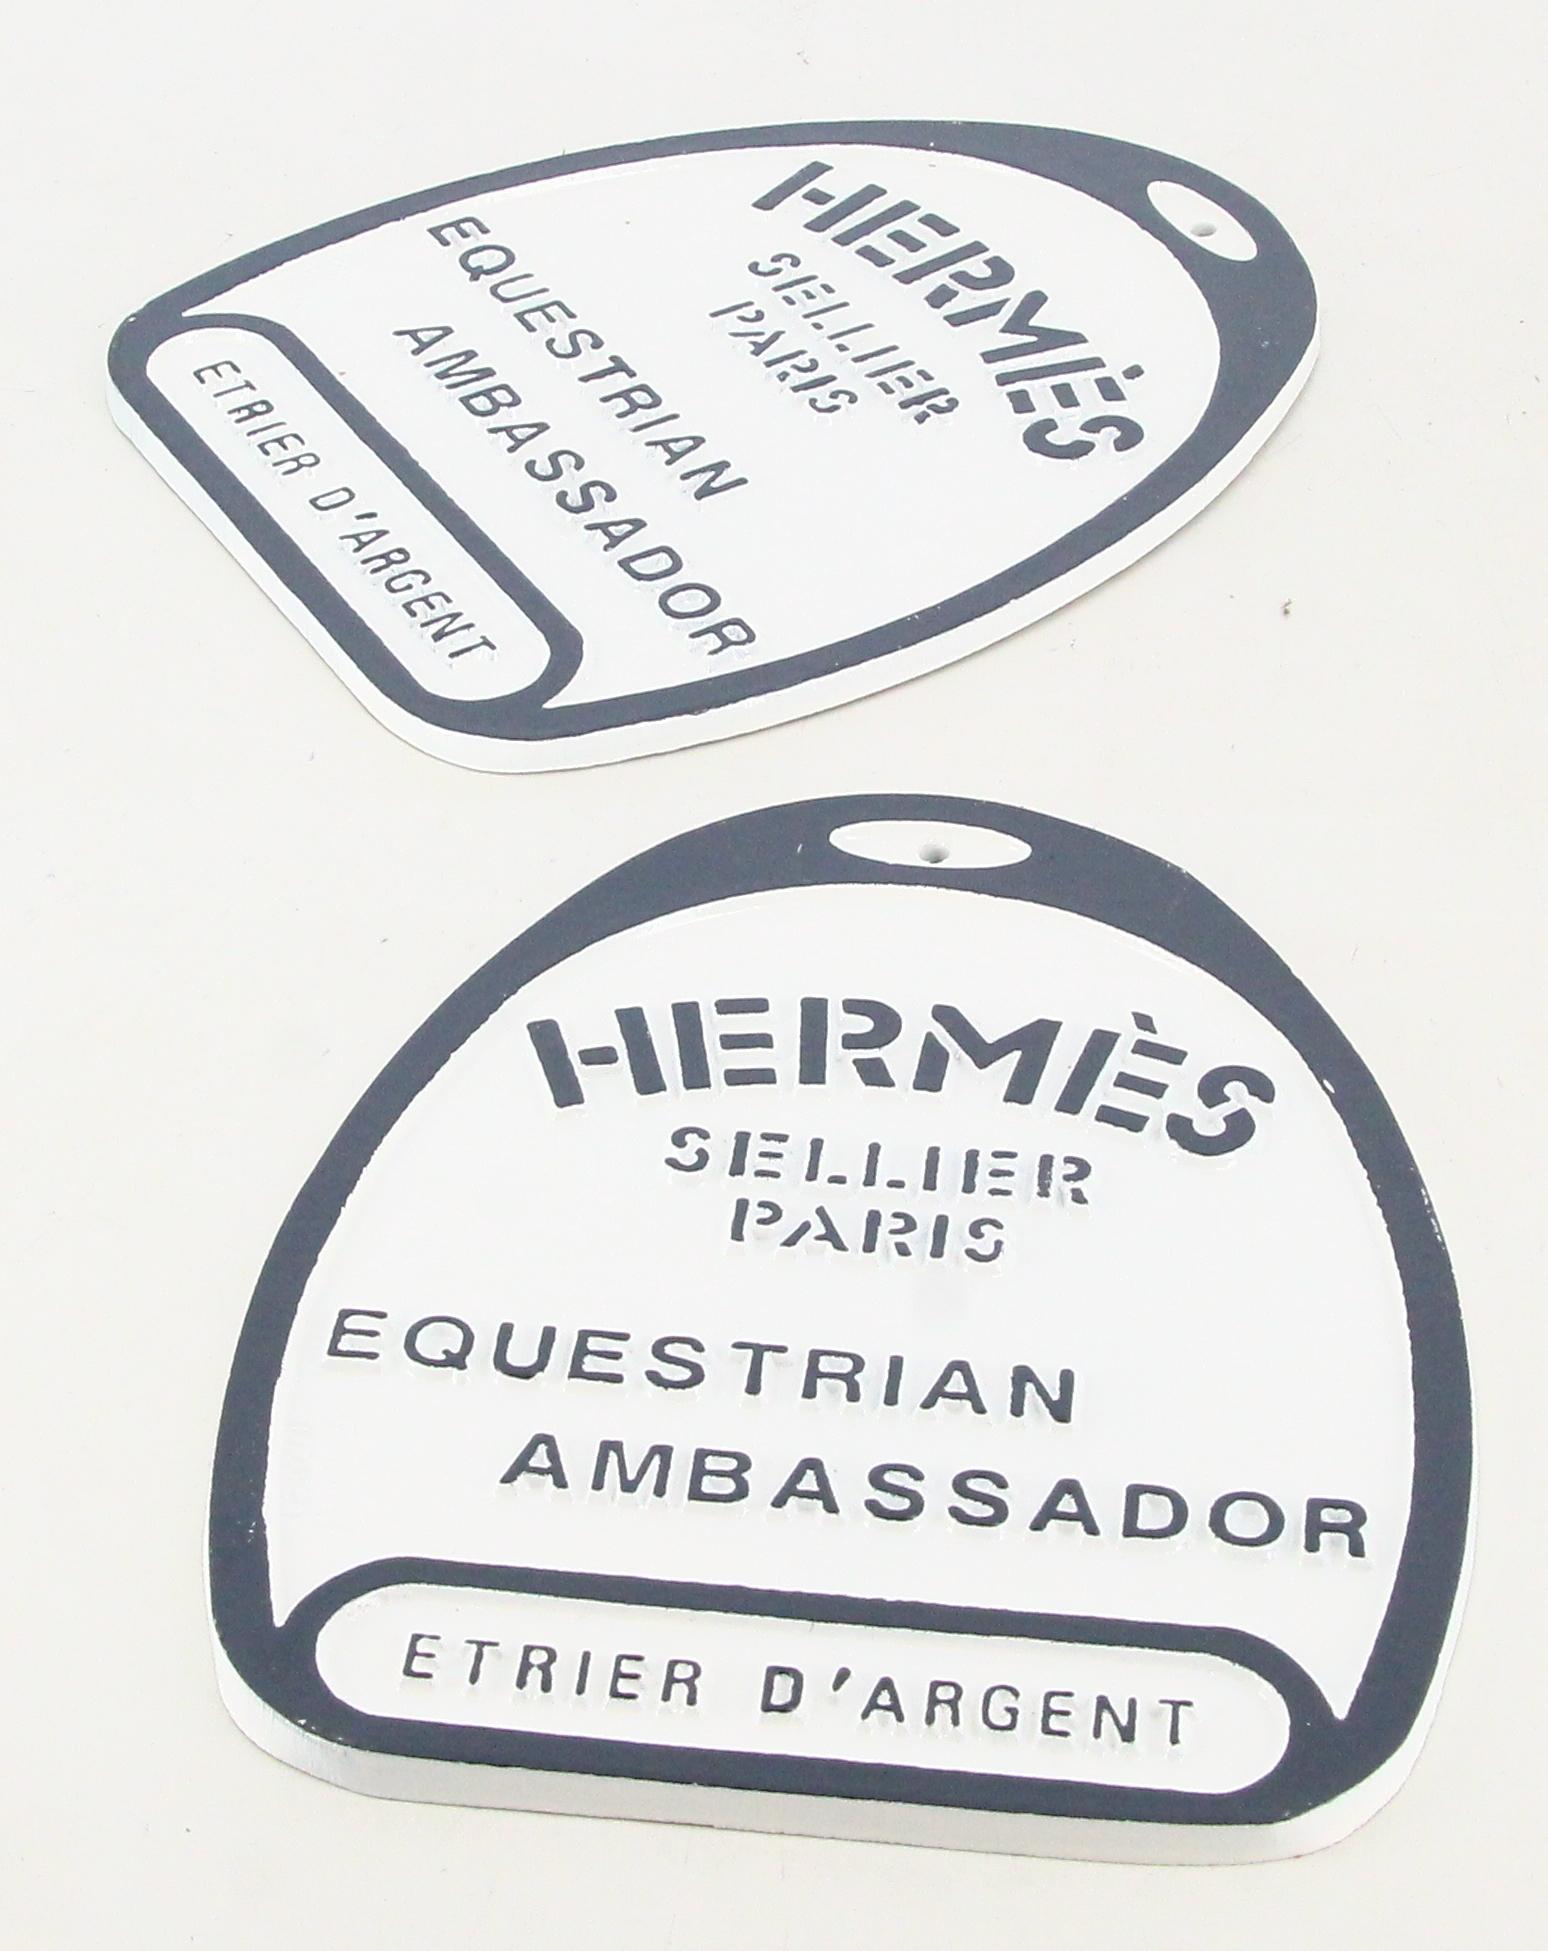 HERMÈS
SELLIER
PARIS
EQUESTRIAN
AMBASSADOR
ETRIER D'ARGENT
HERMÈS
SELLIER
PARIS
EQUESTRIAN
AMBASSADOR
ETRIER D'ARGENT